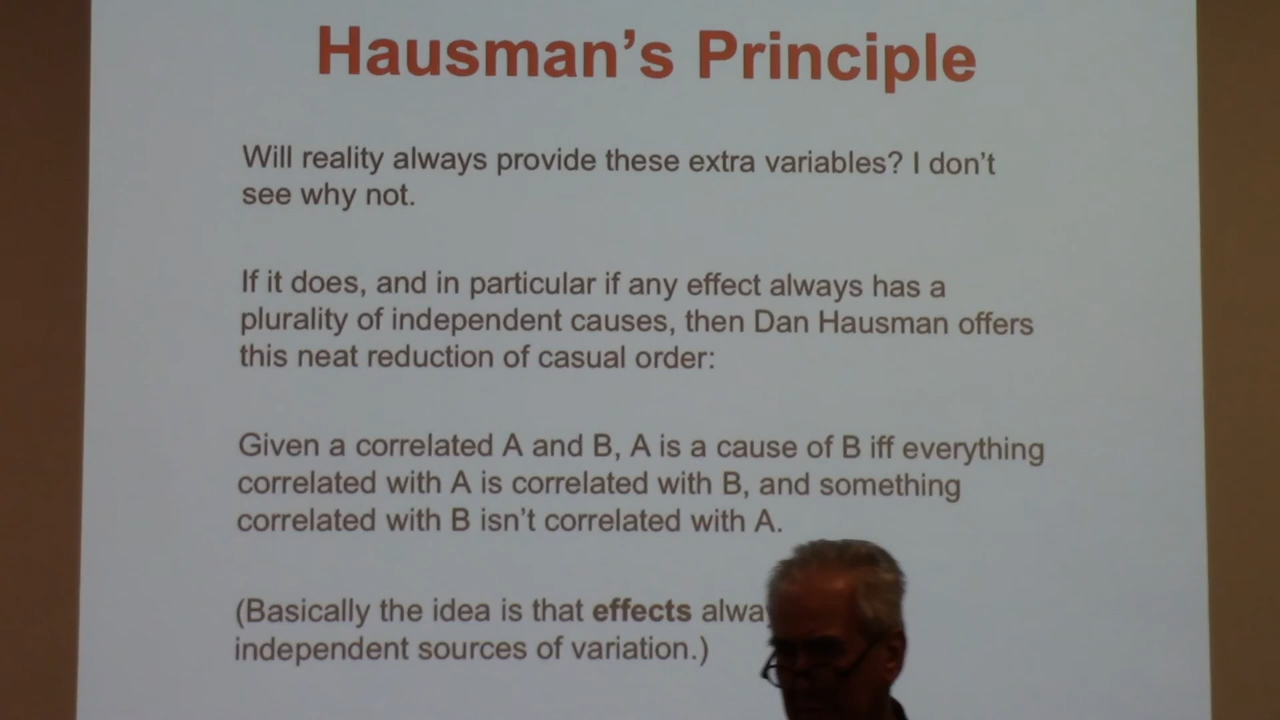 Hausman's Principle
Will reality always provide these extra variables? I don't
see why not.
If it does, and in particular if any effect always has a
plurality of independent causes, then Dan Hausman offers
this neat reduction of casual order:
Given a correlated A and B, A is a cause of B iff everything
correlated with A is correlated with B, and something
correlated with B isn't correlated with A.
(Basically the idea is that effects
independent sources of variation.)